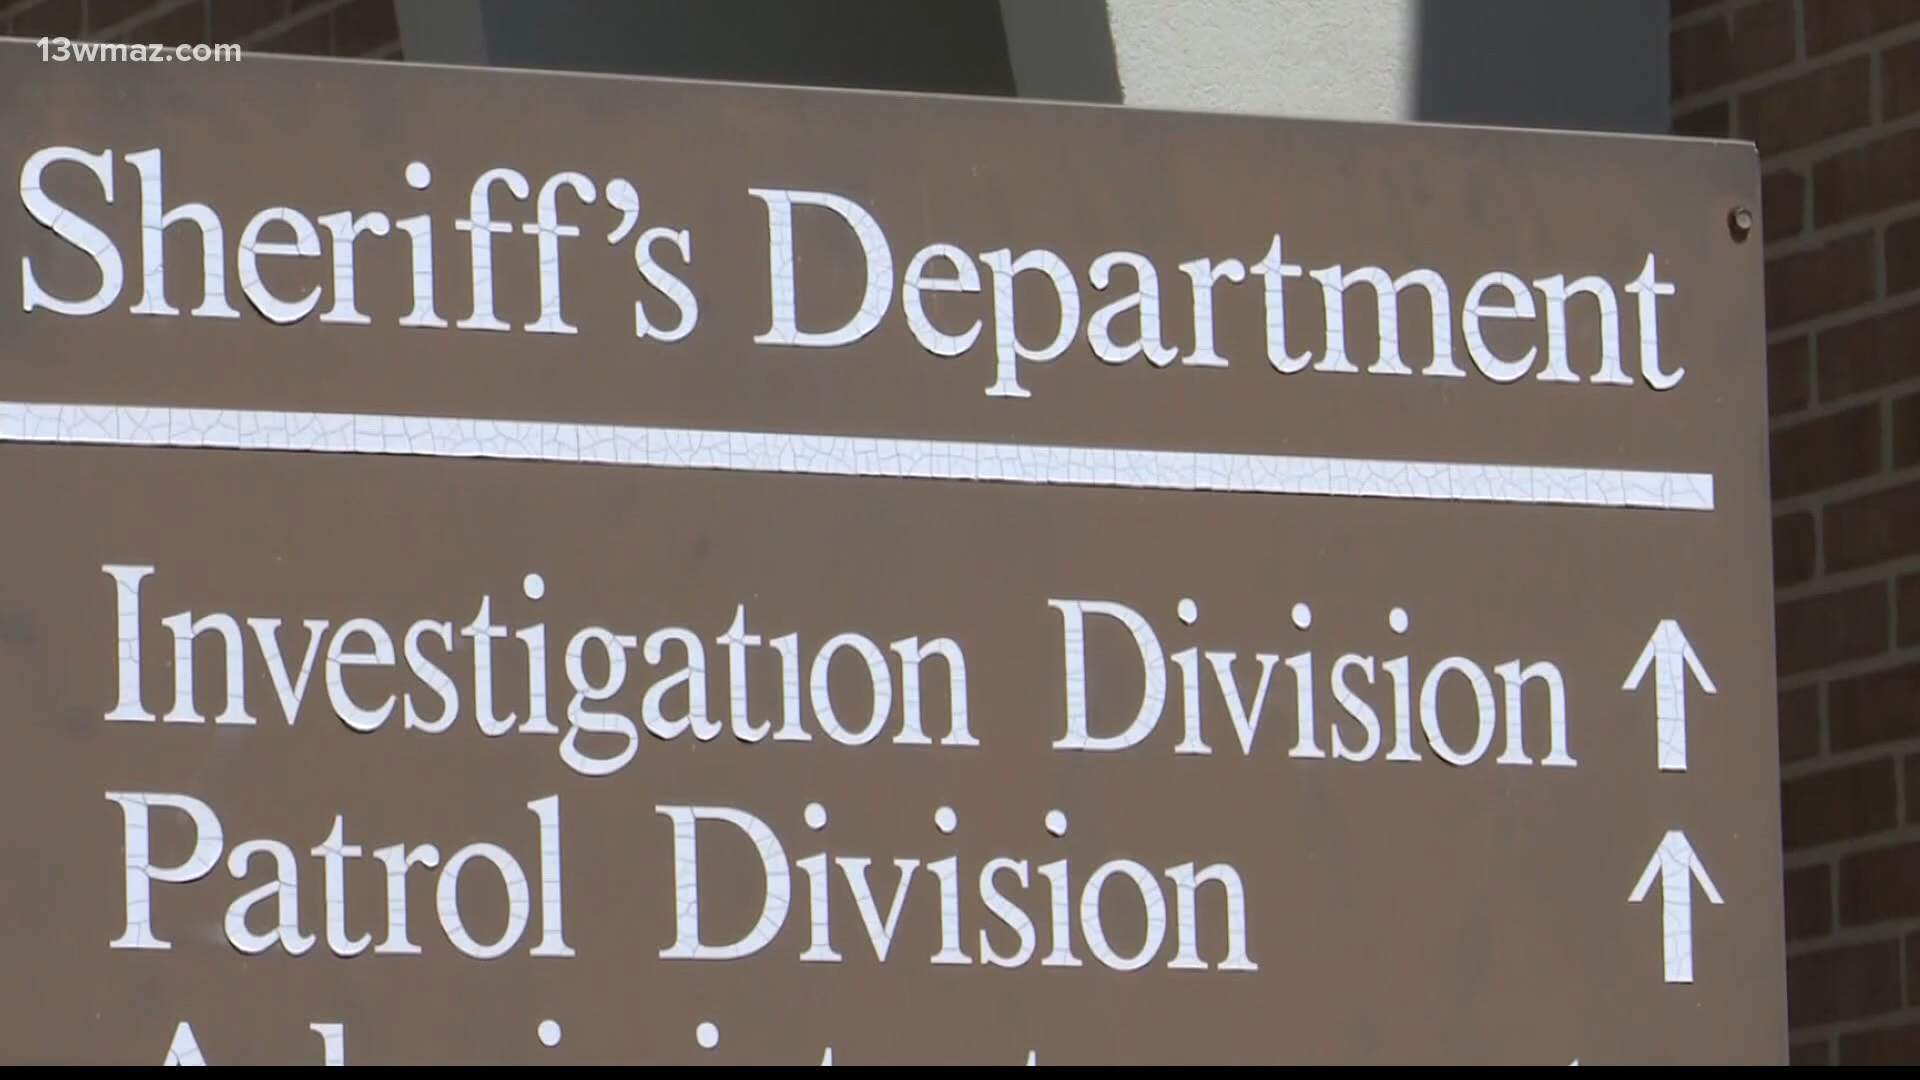 13wmaz.com
Sheriff's Department
Investigation Division ↑
Patrol Division ↑